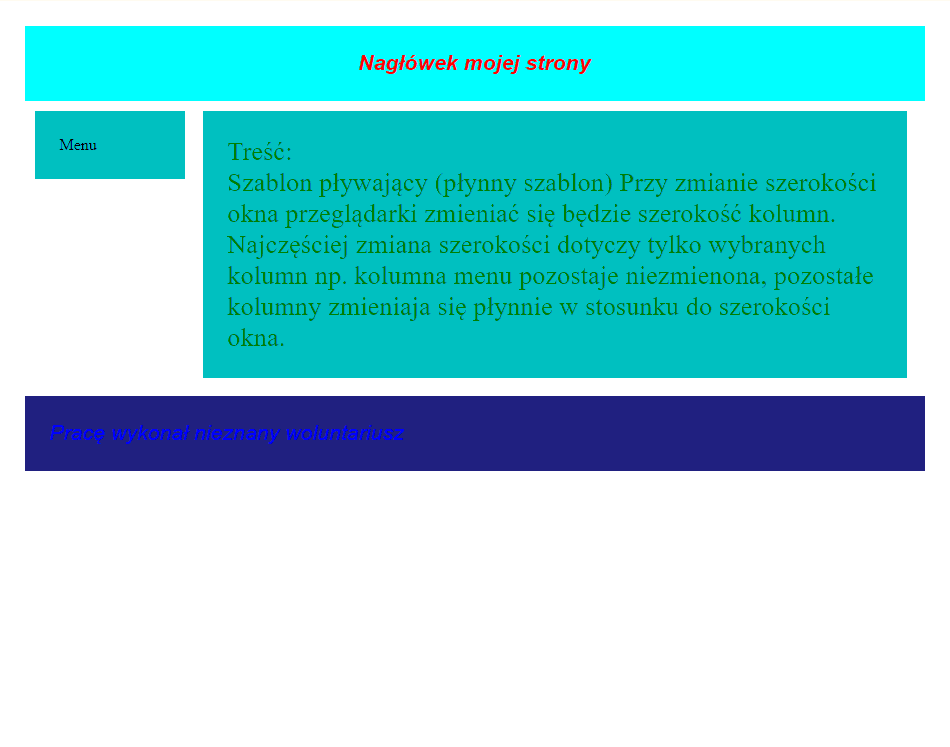 Nagłówek mojej strony
Menu
Treść:
Szablon pływający (płynny szablon) Przy zmianie szerokości
okna przeglądarki zmieniać się będzie szerokość kolumn.
Najczęściej zmiana szerokości dotyczy tylko wybranych
kolumn np. kolumna menu pozostaje niezmienona, pozostałe
kolumny zmieniaja się płynnie w stosunku do szerokości
okna.
Pracę wykonał nieznany woluntariusz